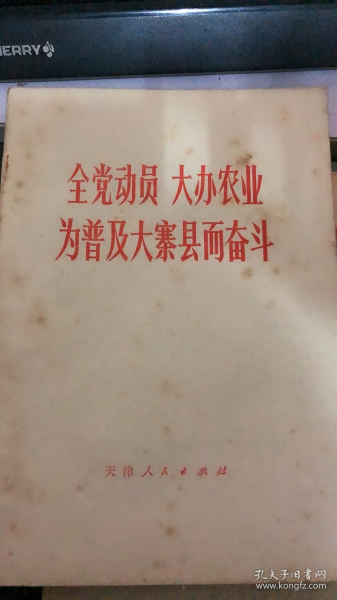 HERRY
全党动员 大办农业
为普及大寨县而奋斗
天津人民出版社
孔夫子旧书网
www.kongfz.com